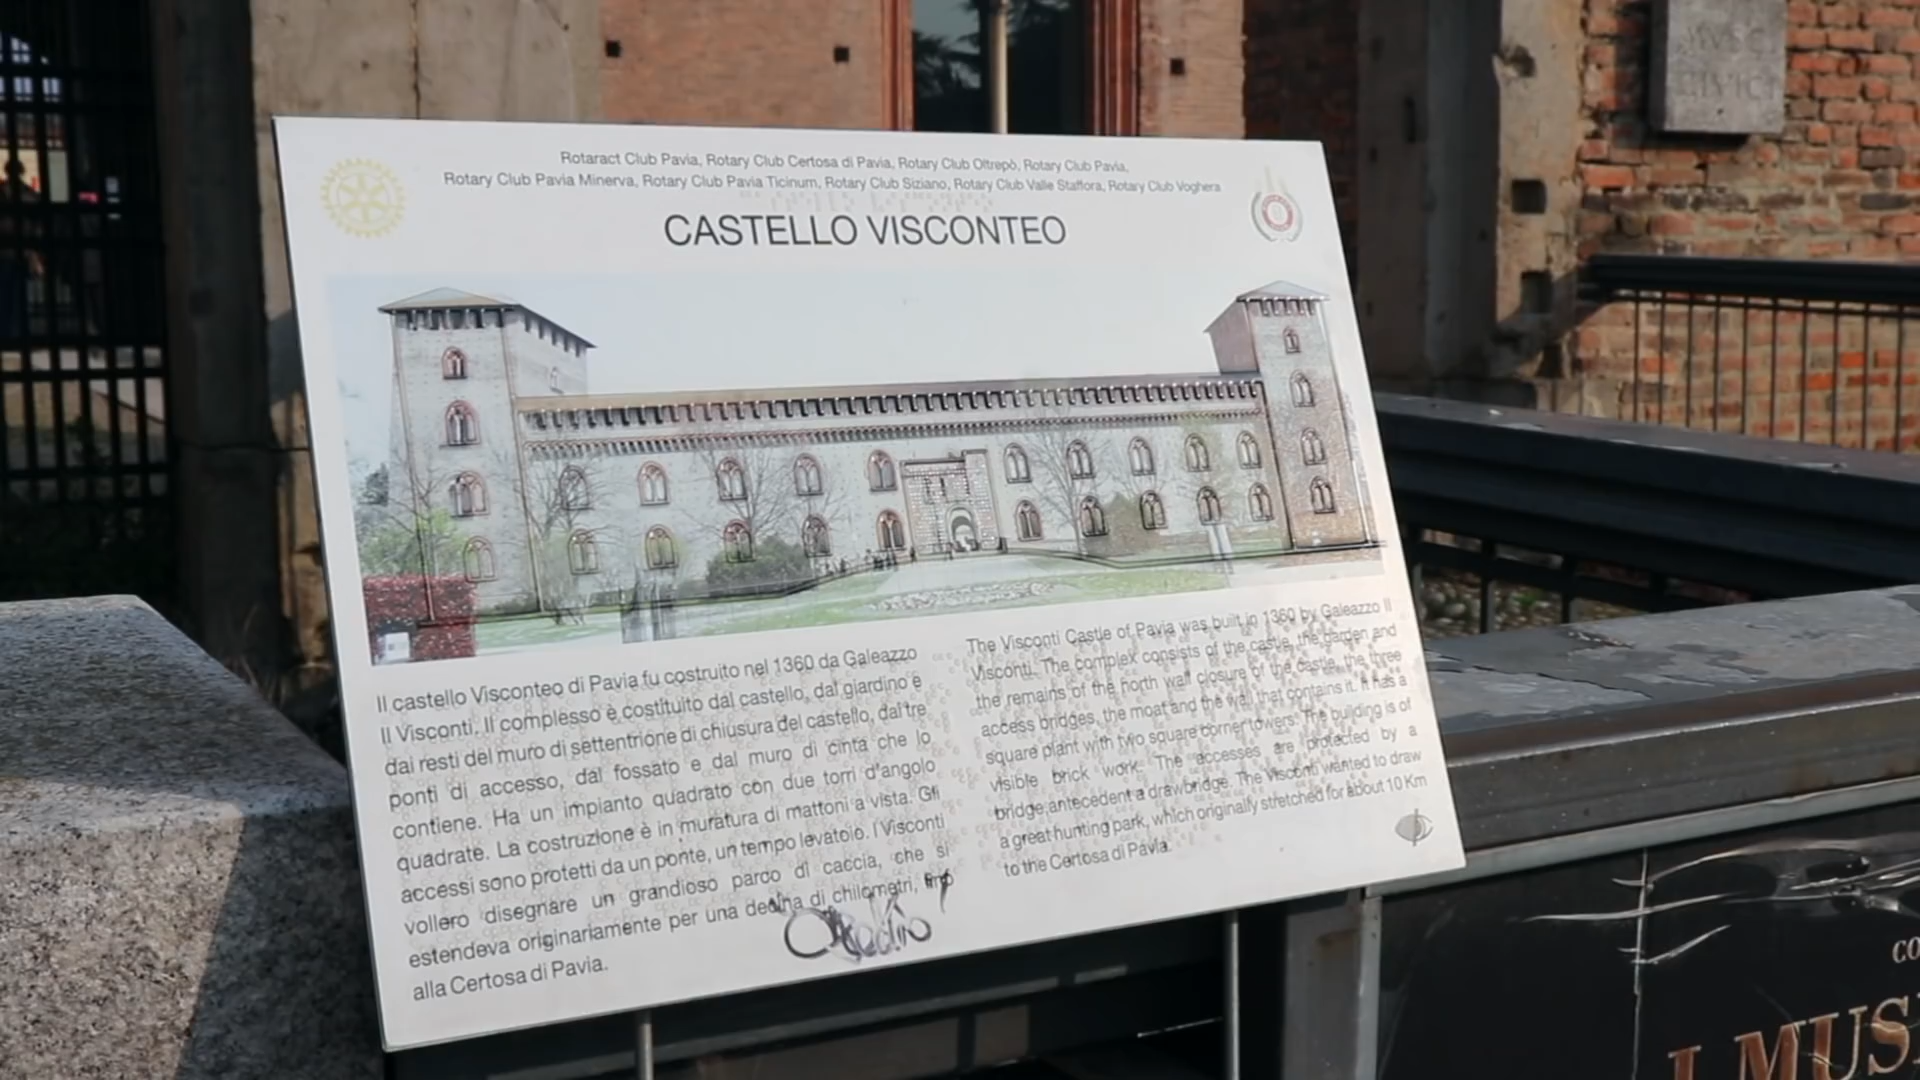 Rotaract Club Pavia, Rotary Club Certosa di Pavia, Rotary Club Oltrepò, Rotary Club Pavia,
Rotary Club Pavia Minerva, Rotary Club Pavia Ticinum, Rotary Club Siziano, Rotary Club Valle Staffora, Rotary Club Voghera
CASTELLO VISCONTEO
Il castello Visconteo di Pavia fu costruito nel 1360 da Galeazzo
II Visconti. Il complesso è costituito dal castello, dal giardino e
dai resti del muro di settentrione di chiusura del castello, dai tre
ponti di accesso, dal fossato e dal muro di cinta che lo
contiene. Ha un impianto quadrato con due torri d'angolo
quadrate. La costruzione è in muratura di mattoni a vista. Gli
accessi sono protetti da un ponte, un tempo levatoio. I Visconti
vollero disegnare un grandioso parco di caccia, che si
estendeva originariamente per una decina di chilometri, fino
alla Certosa di Pavia.
The Visconti Castle of Pavia was built in 1360 by Galeazzo II
Visconti. The complex consists of the castle, the garden and
the remains of the north wall closure of the castle, the three
access bridges, the moat and the wall that contains it. It has a
square plant with two square corner towers. The building is of
visible brick work. The accesses are protected by a
bridge, antecedent a drawbridge. The Visconti wanted to draw
a great hunting park, which originally stretched for about 10 Km
to the Certosa di Pavia.
MVSEI
CIVICI
CO
I MUS